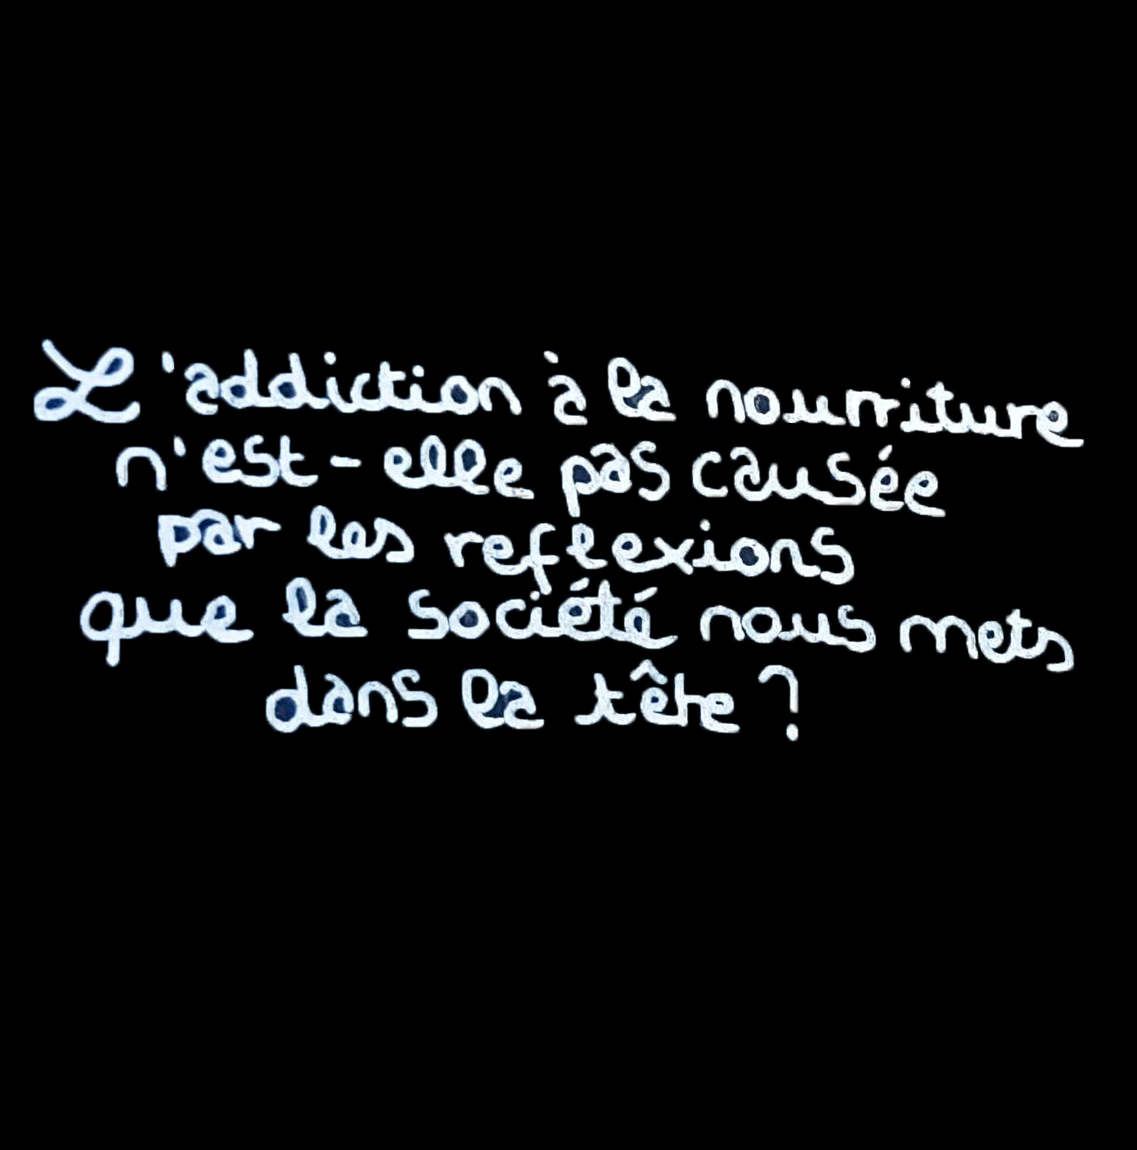 L'addiction à la nourriture
n'est-elle pas causée
par les reflexions
que la société nous mets
dans la tête ?